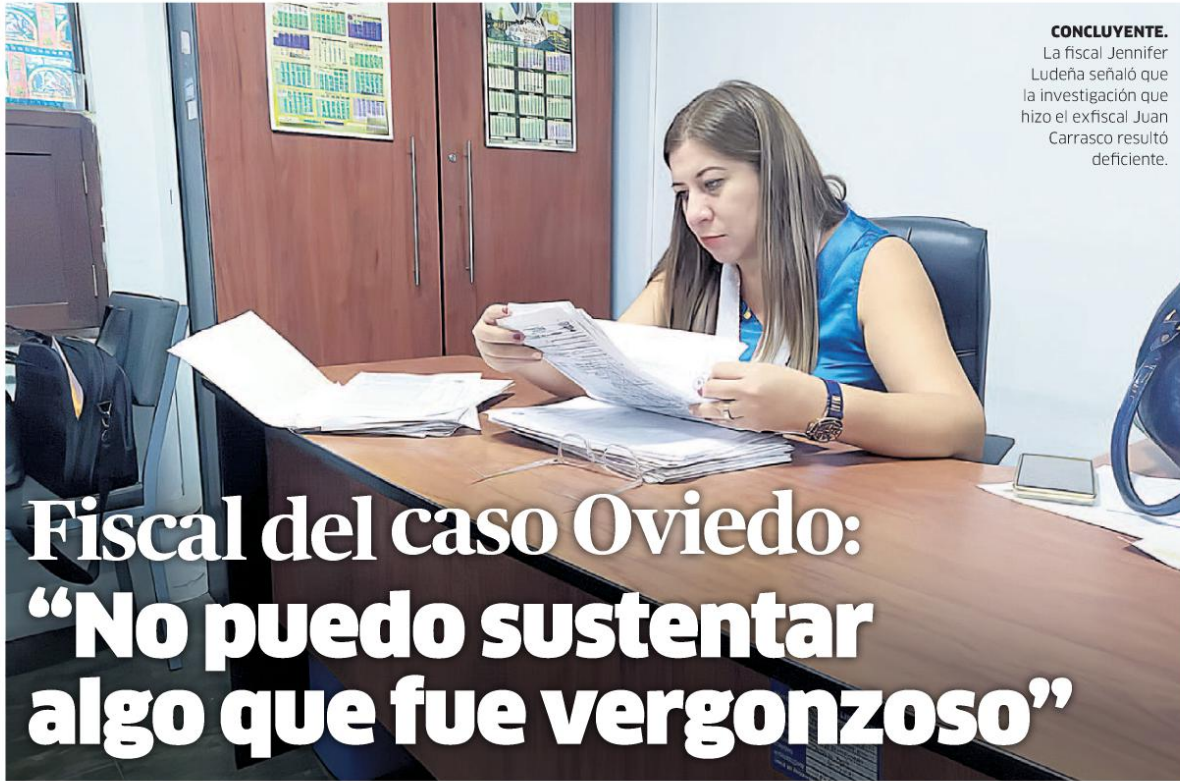 CONCLUYENTE.
La fiscal Jennifer
Ludeña señaló que
la investigación que
hizo el exfiscal Juan
Carrasco resultó
deficiente.
Fiscal del caso Oviedo:
“No puedo sustentar
algo que fue vergonzoso”